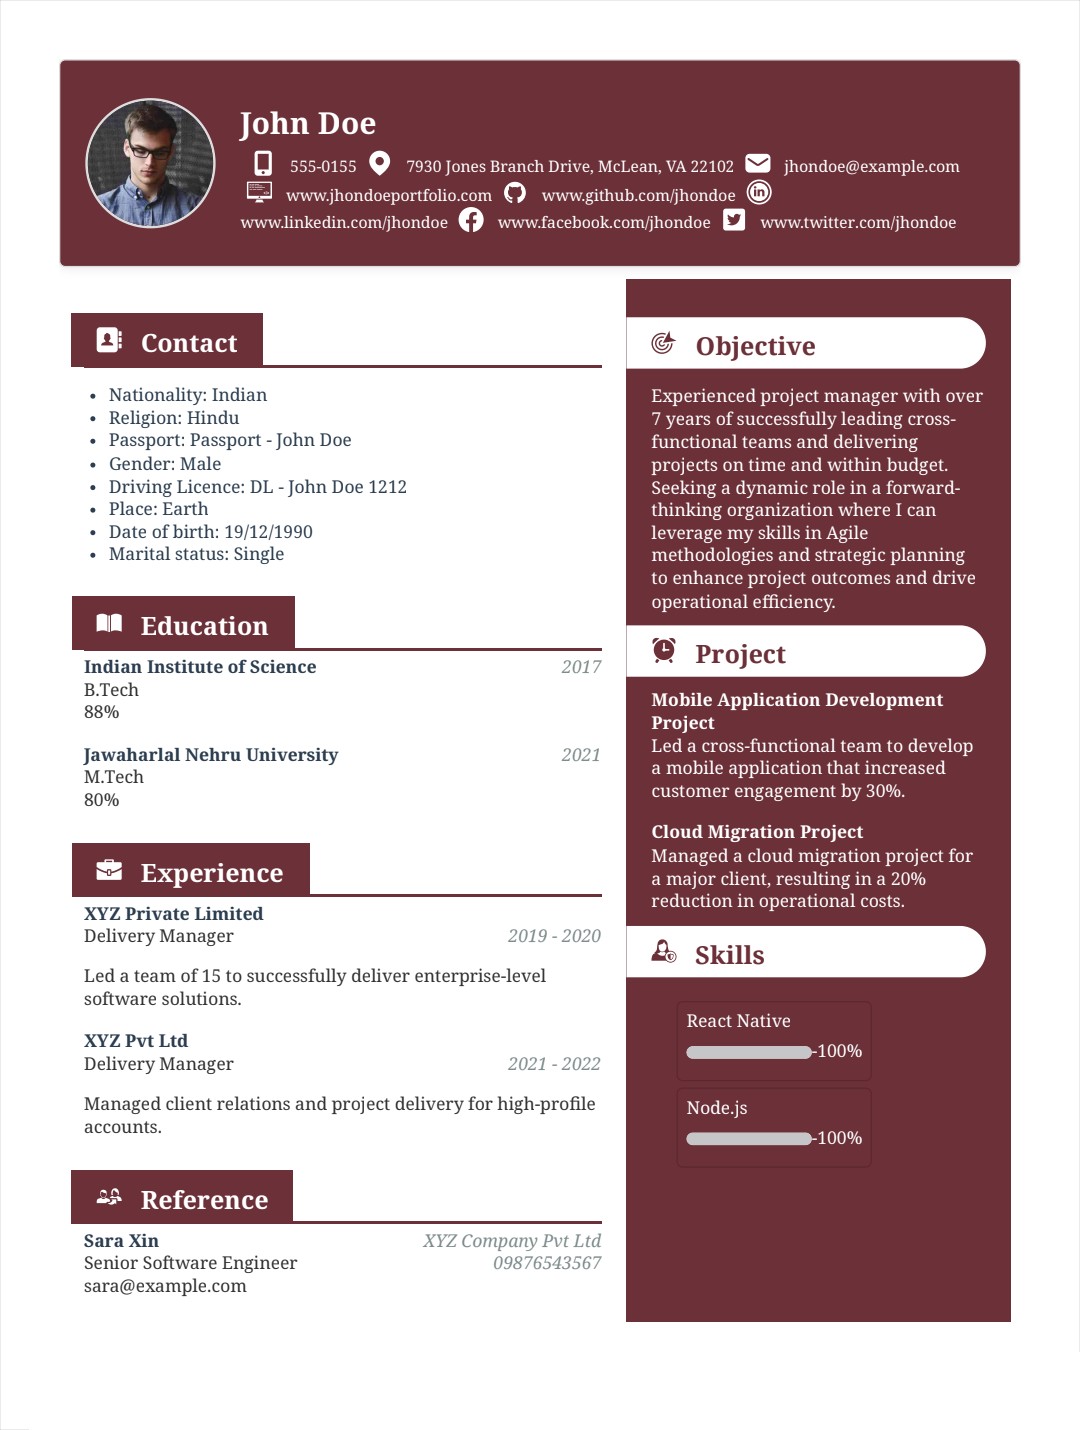 John Doe
555-0155 7930 Jones Branch Drive, McLean, VA 22102 jhondoe@example.com
www.jhondoeportfolio.com www.github.com/jhondoe
www.linkedin.com/jhondoe www.facebook.com/jhondoe www.twitter.com/jhondoe
Contact
• Nationality: Indian
• Religion: Hindu
• Passport: Passport - John Doe
• Gender: Male
• Driving Licence: DL - John Doe 1212
• Place: Earth
• Date of birth: 19/12/1990
• Marital status: Single
Education
Indian Institute of Science 2017
B.Tech
88%
Jawaharlal Nehru University 2021
M.Tech
80%
Experience
XYZ Private Limited
Delivery Manager 2019 - 2020
Led a team of 15 to successfully deliver enterprise-level
software solutions.
XYZ Pvt Ltd
Delivery Manager 2021 - 2022
Managed client relations and project delivery for high-profile
accounts.
Reference
Sara Xin XYZ Company Pvt Ltd
Senior Software Engineer 09876543567
sara@example.com
Objective
Experienced project manager with over
7 years of successfully leading cross-
functional teams and delivering
projects on time and within budget.
Seeking a dynamic role in a forward-
thinking organization where I can
leverage my skills in Agile
methodologies and strategic planning
to enhance project outcomes and drive
operational efficiency.
Project
Mobile Application Development
Project
Led a cross-functional team to develop
a mobile application that increased
customer engagement by 30%.
Cloud Migration Project
Managed a cloud migration project for
a major client, resulting in a 20%
reduction in operational costs.
Skills
React Native
-100%
Node.js
-100%